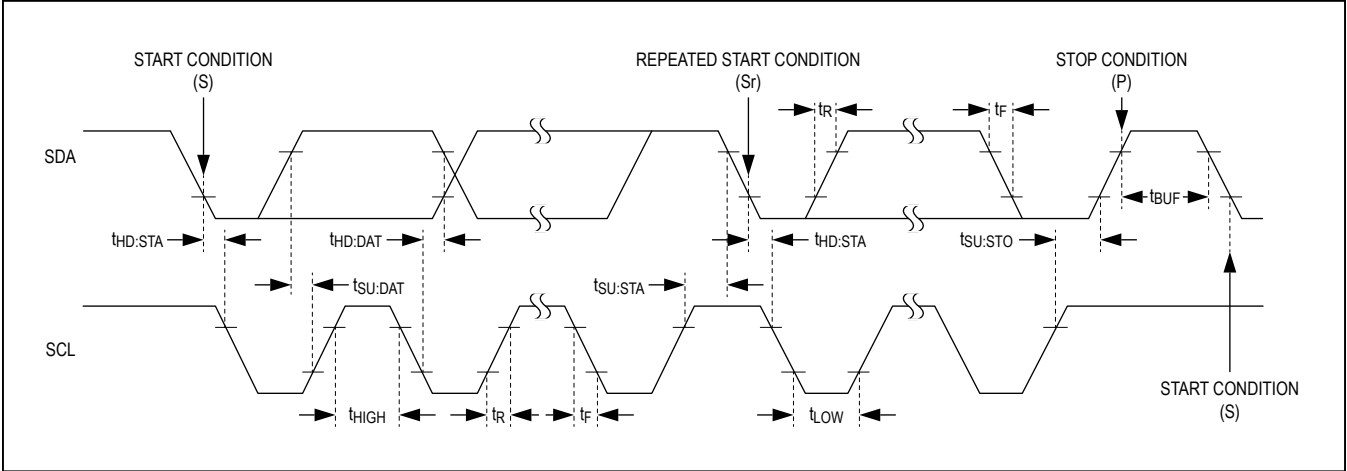 START CONDITION
(S)
REPEATED START CONDITION
(Sr)
STOP CONDITION
(P)
tR
tF
SDA
tBUF
tHD:STA
tHD:DAT
tHD:STA
tSU:STO
tSU:DAT
tSU:STA
SCL
tHIGH
tR
tF
tLOW
START CONDITION
(S)